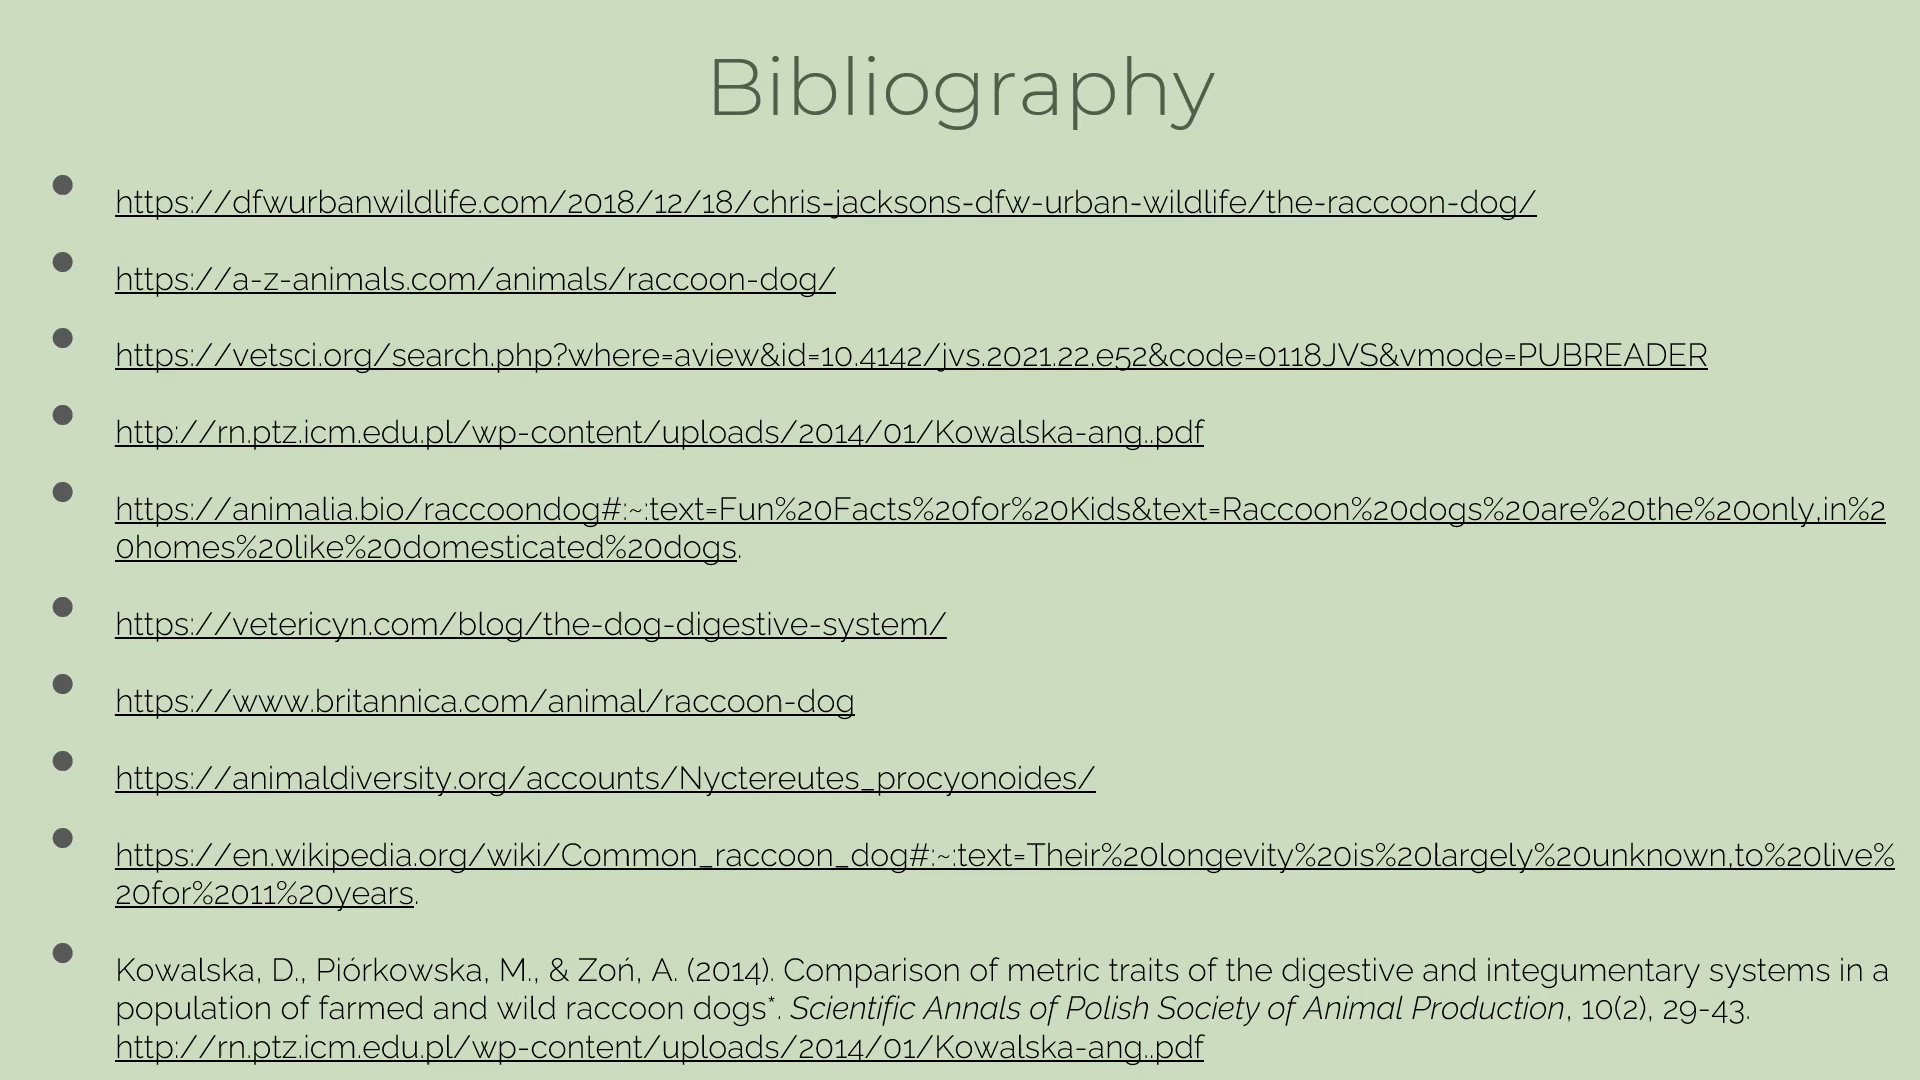 Bibliography
https://dfwurbanwildlife.com/2018/12/18/chris-jacksons-dfw-urban-wildlife/the-raccoon-dog/
https://a-z-animals.com/animals/raccoon-dog/
https://vetsci.org/search.php?where=aview&id=10.4142/jvs.2021.22.e52&code=0118JVS&vmode=PUBREADER
http://rn.ptz.icm.edu.pl/wp-content/uploads/2014/01/Kowalska-ang..pdf
https://animalia.bio/raccoondog#:~:text=Fun%20Facts%20for%20Kids&text=Raccoon%20dogs%20are%20the%20only,in%2
0homes%20like%20domesticated%20dogs.
https://vetericyn.com/blog/the-dog-digestive-system/
https://www.britannica.com/animal/raccoon-dog
https://animaldiversity.org/accounts/Nyctereutes_procyonoides/
https://en.wikipedia.org/wiki/Common_raccoon_dog#:~:text=Their%20longevity%20is%20largely%20unknown,to%20live%
20for%2011%20years.
Kowalska, D., Piórkowska, M., & Zoń, A. (2014). Comparison of metric traits of the digestive and integumentary systems in a
population of farmed and wild raccoon dogs*. Scientific Annals of Polish Society of Animal Production, 10(2), 29-43.
http://rn.ptz.icm.edu.pl/wp-content/uploads/2014/01/Kowalska-ang..pdf